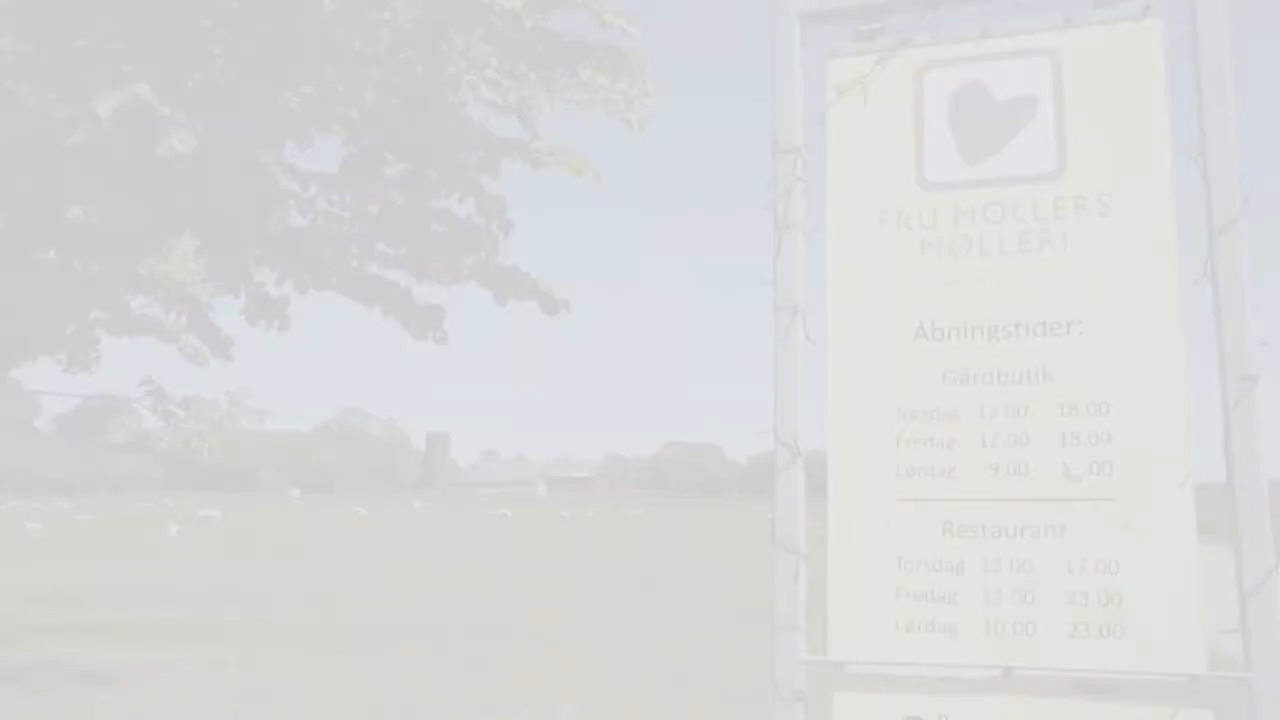 FRU MØLLERS
MØLLERI
Åbningstider:
Gårdbutik
18.00
Fredag 12.00 18.00
Lørdag 9.00
Restaurant
Torsdag 17.00
Fredag 23.00
Lørdag 10.00 23.00